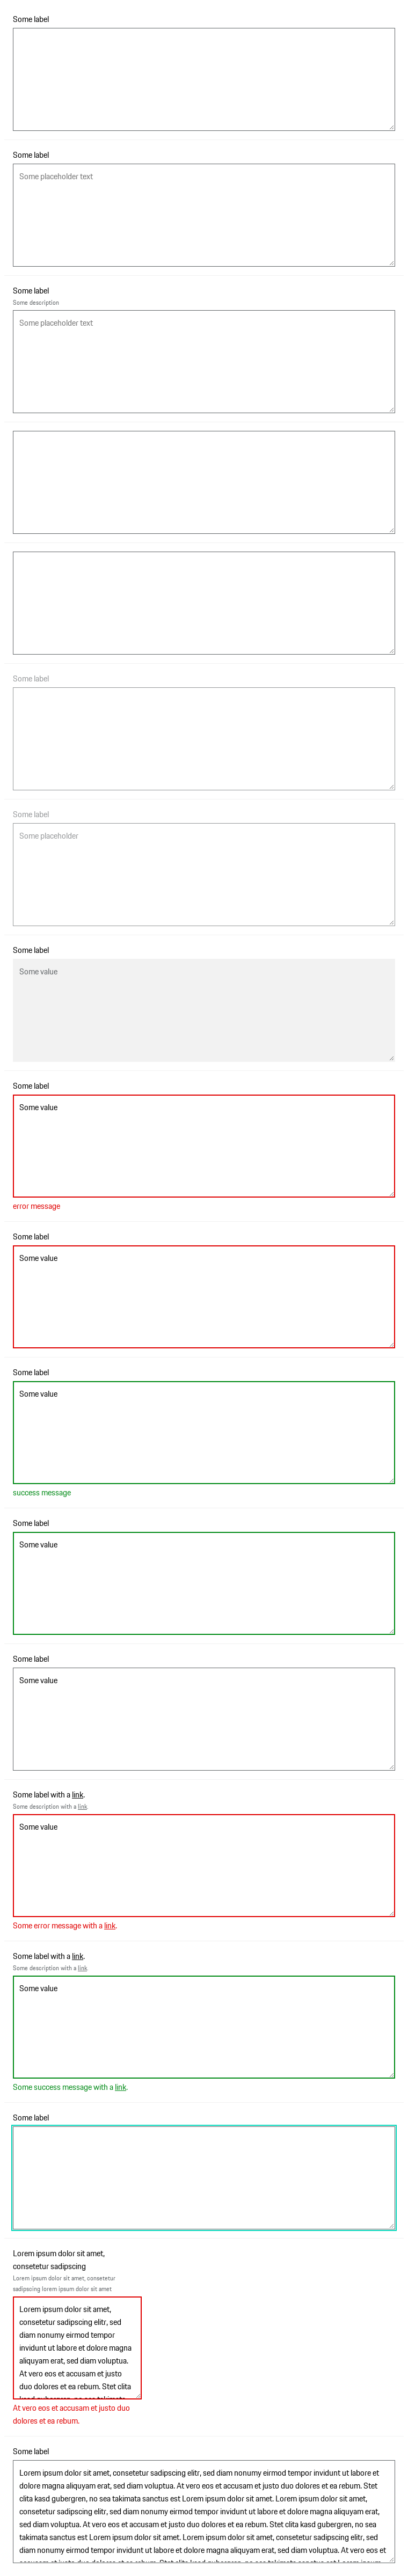 Some label
Some label
Some placeholder text
Some label
Some description
Some placeholder text
Some label
Some label
Some placeholder
Some label
Some value
Some label
Some value
error message
Some label
Some value
Some label
Some value
success message
Some label
Some value
Some label
Some value
Some label with a link.
Some description with a link.
Some value
Some error message with a link.
Some label with a link.
Some description with a link.
Some value
Some success message with a link.
Some label
Lorem ipsum dolor sit amet,
consetetur sadipscing
Lorem ipsum dolor sit amet, consetetur
sadipscing lorem ipsum dolor sit amet
Lorem ipsum dolor sit amet,
consetetur sadipscing elitr, sed
diam nonumy eirmod tempor
invidunt ut labore et dolore magna
aliquyam erat, sed diam voluptua.
At vero eos et accusam et justo
duo dolores et ea rebum. Stet clita
At vero eos et accusam et justo duo
dolores et ea rebum.
Some label
Lorem ipsum dolor sit amet, consetetur sadipscing elitr, sed diam nonumy eirmod tempor invidunt ut labore et
dolore magna aliquyam erat, sed diam voluptua. At vero eos et accusam et justo duo dolores et ea rebum. Stet
clita kasd gubergren, no sea takimata sanctus est Lorem ipsum dolor sit amet. Lorem ipsum dolor sit amet,
consetetur sadipscing elitr, sed diam nonumy eirmod tempor invidunt ut labore et dolore magna aliquyam erat,
sed diam voluptua. At vero eos et accusam et justo duo dolores et ea rebum. Stet clita kasd gubergren, no sea
takimata sanctus est Lorem ipsum dolor sit amet. Lorem ipsum dolor sit amet, consetetur sadipscing elitr, sed
diam nonumy eirmod tempor invidunt ut labore et dolore magna aliquyam erat, sed diam voluptua. At vero eos et